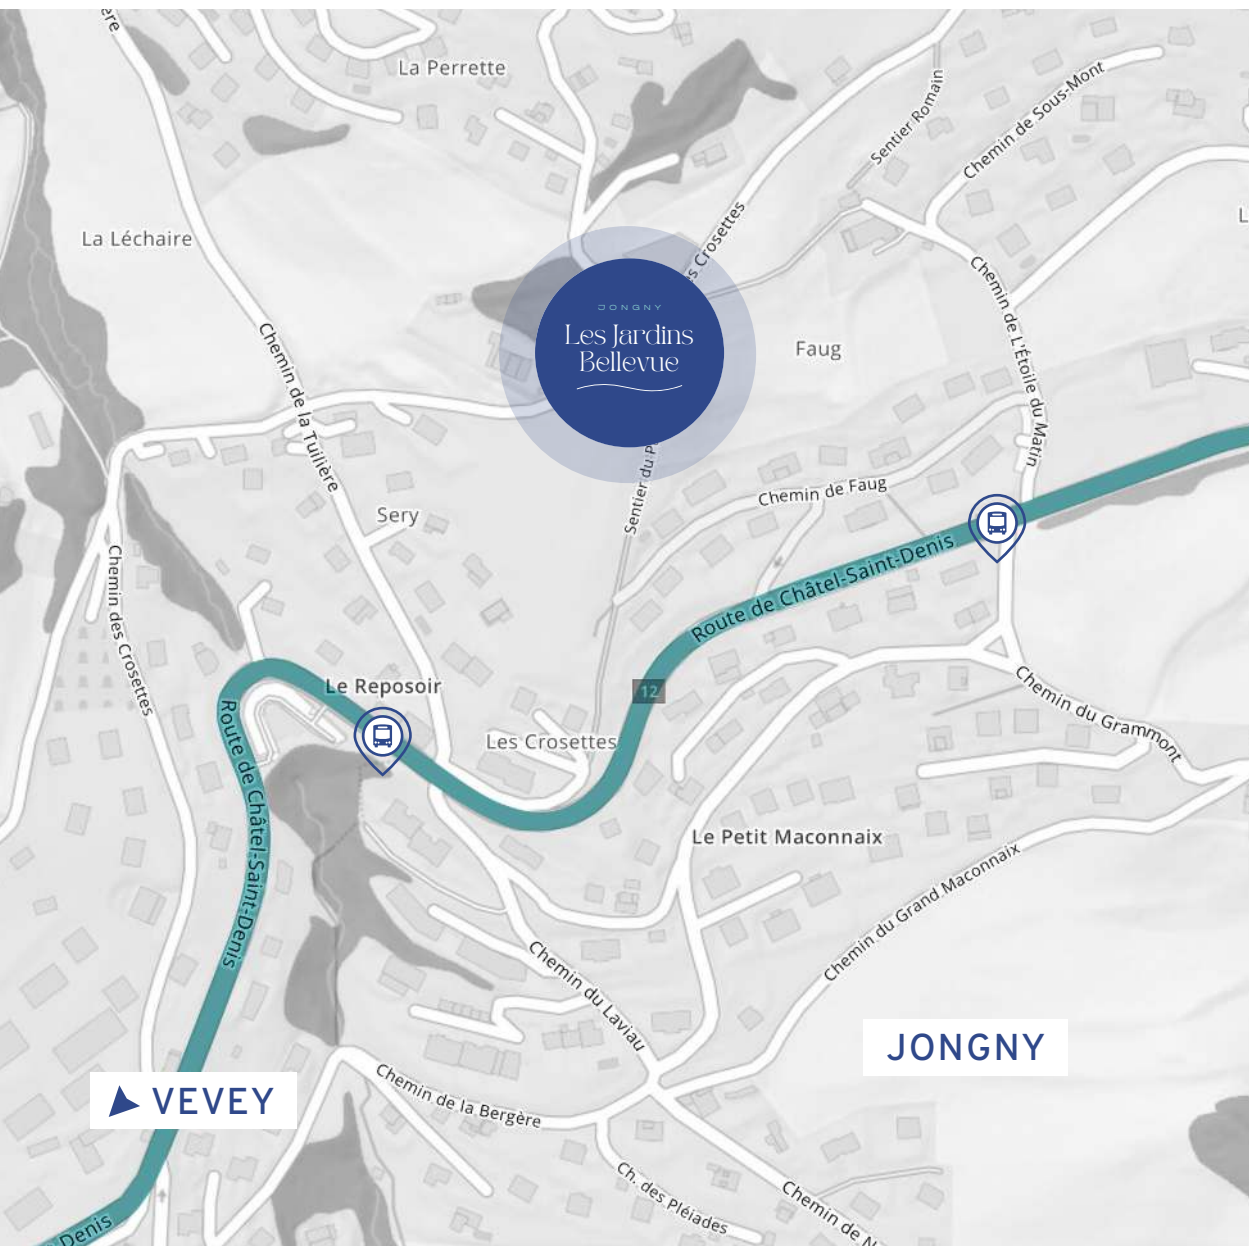 La Perrette
Sentier Romain
Chemin de Sous-Mont
La Léchaire
Crosettes
JONGNY
Les Jardins
Bellevue
Faug
Chemin de L'Étoile du Matin
Chemin de la Tuilière
Sentier du
Chemin de Faug
Sery
Route de Châtel-Saint-Denis
Chemin des Crosettes
Le Reposoir
12
Les Crosettes
Chemin du Grammont
Route de Châtel-Saint-Denis
Le Petit Maconnaix
Chemin du Grand Maconnaix
Chemin du Laviau
JONGNY
VEVEY
Chemin de la Bergère
Ch. des Pléiades
Chemin de
Denis